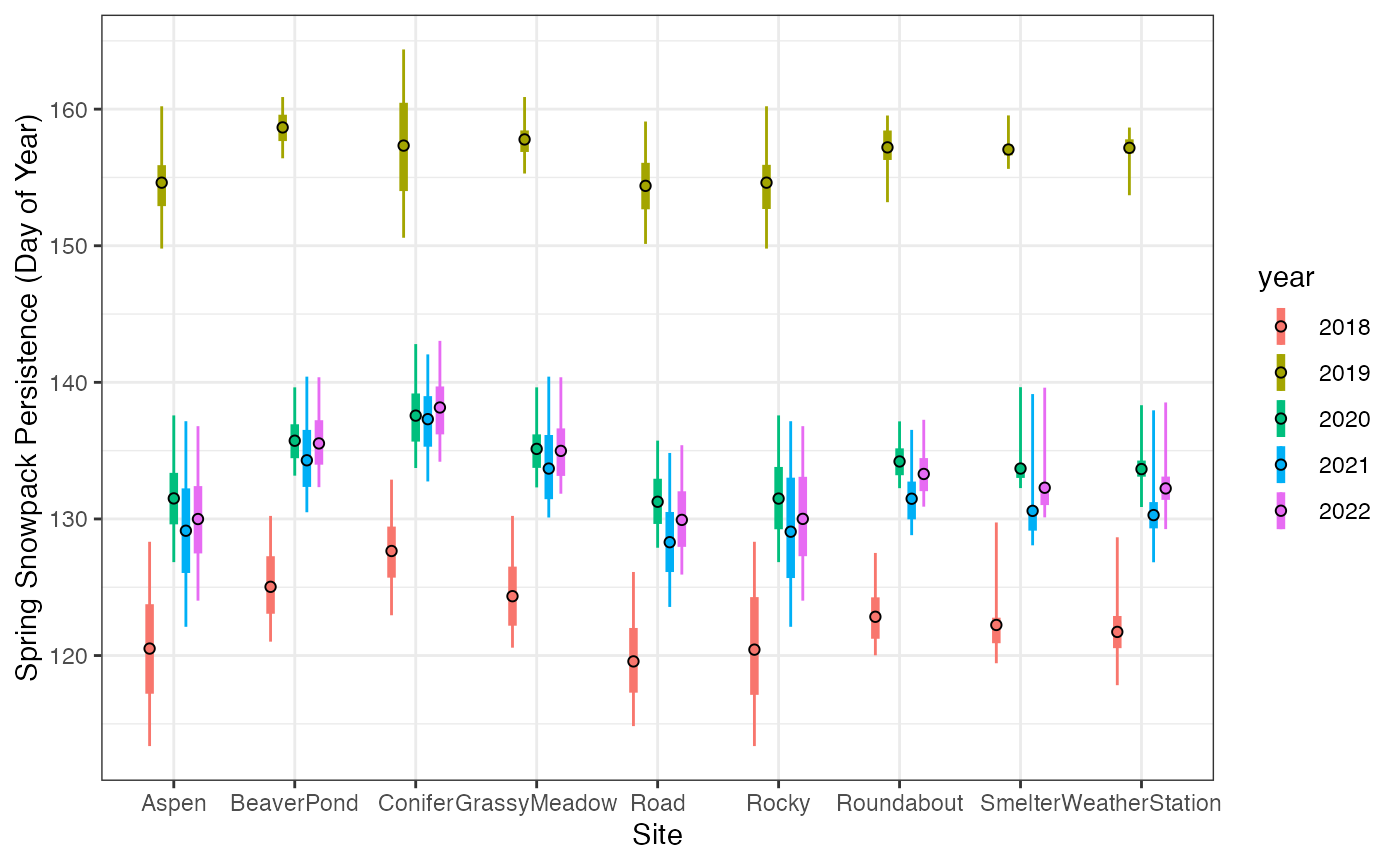 Spring Snowpack Persistence (Day of Year)
160
150
140
130
120
Aspen BeaverPond Conifer GrassyMeadow Road Rocky Roundabout Smelter WeatherStation
Site
year
2018
2019
2020
2021
2022